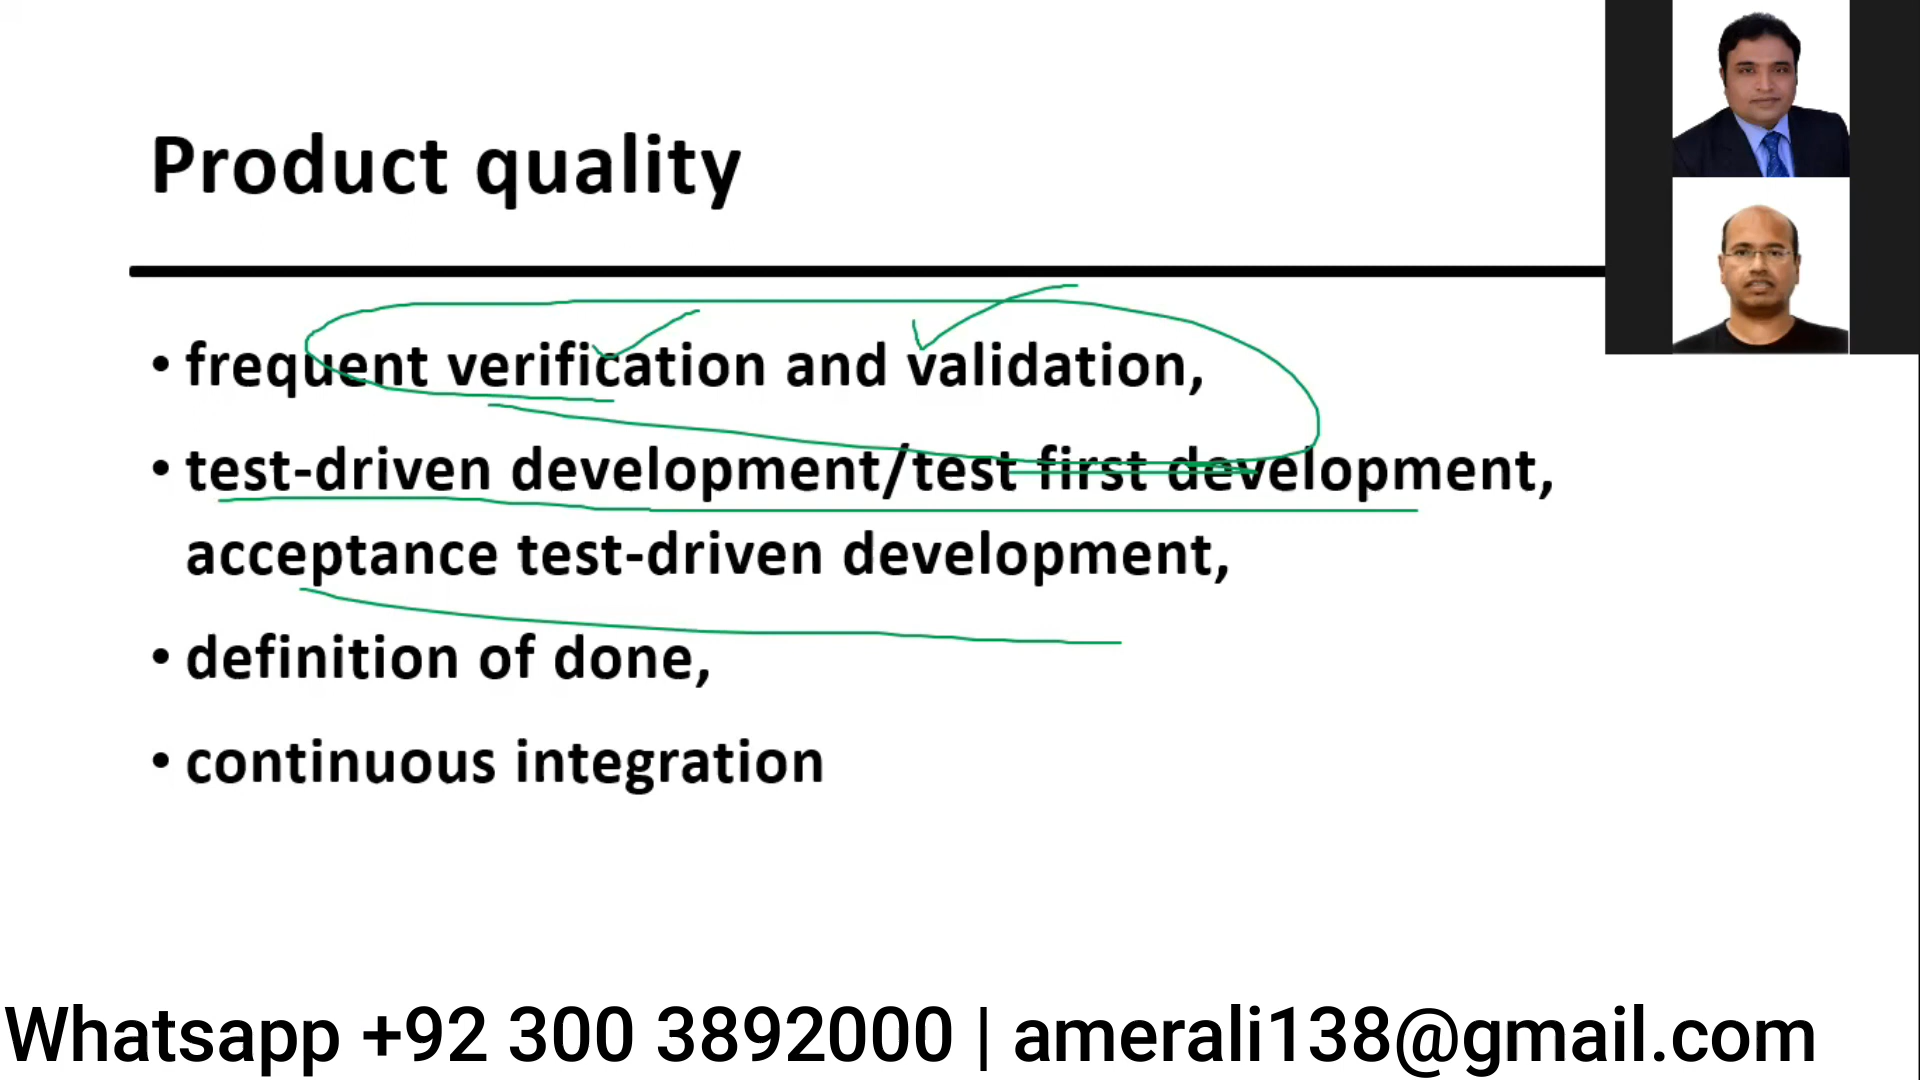 Product quality
• frequent verification and validation,
• test-driven development/test first development,
acceptance test-driven development,
• definition of done,
• continuous integration
Whatsapp +92 300 3892000 | amerali138@gmail.com